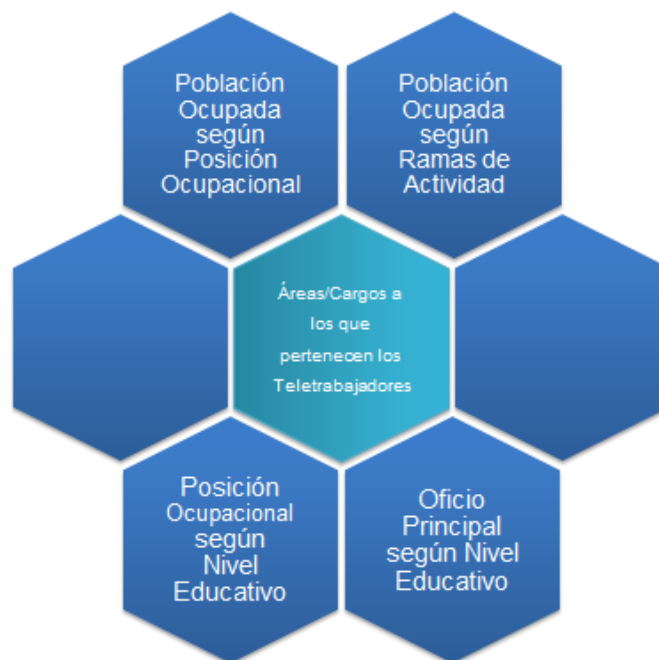 Población
Ocupada
según
Posición
Ocupacional
Población
Ocupada
según
Ramas de
Actividad
Áreas/Cargos a
los que
pertenecen los
Teletrabajadores
Posición
Ocupacional
según
Nivel
Educativo
Oficio
Principal
según Nivel
Educativo